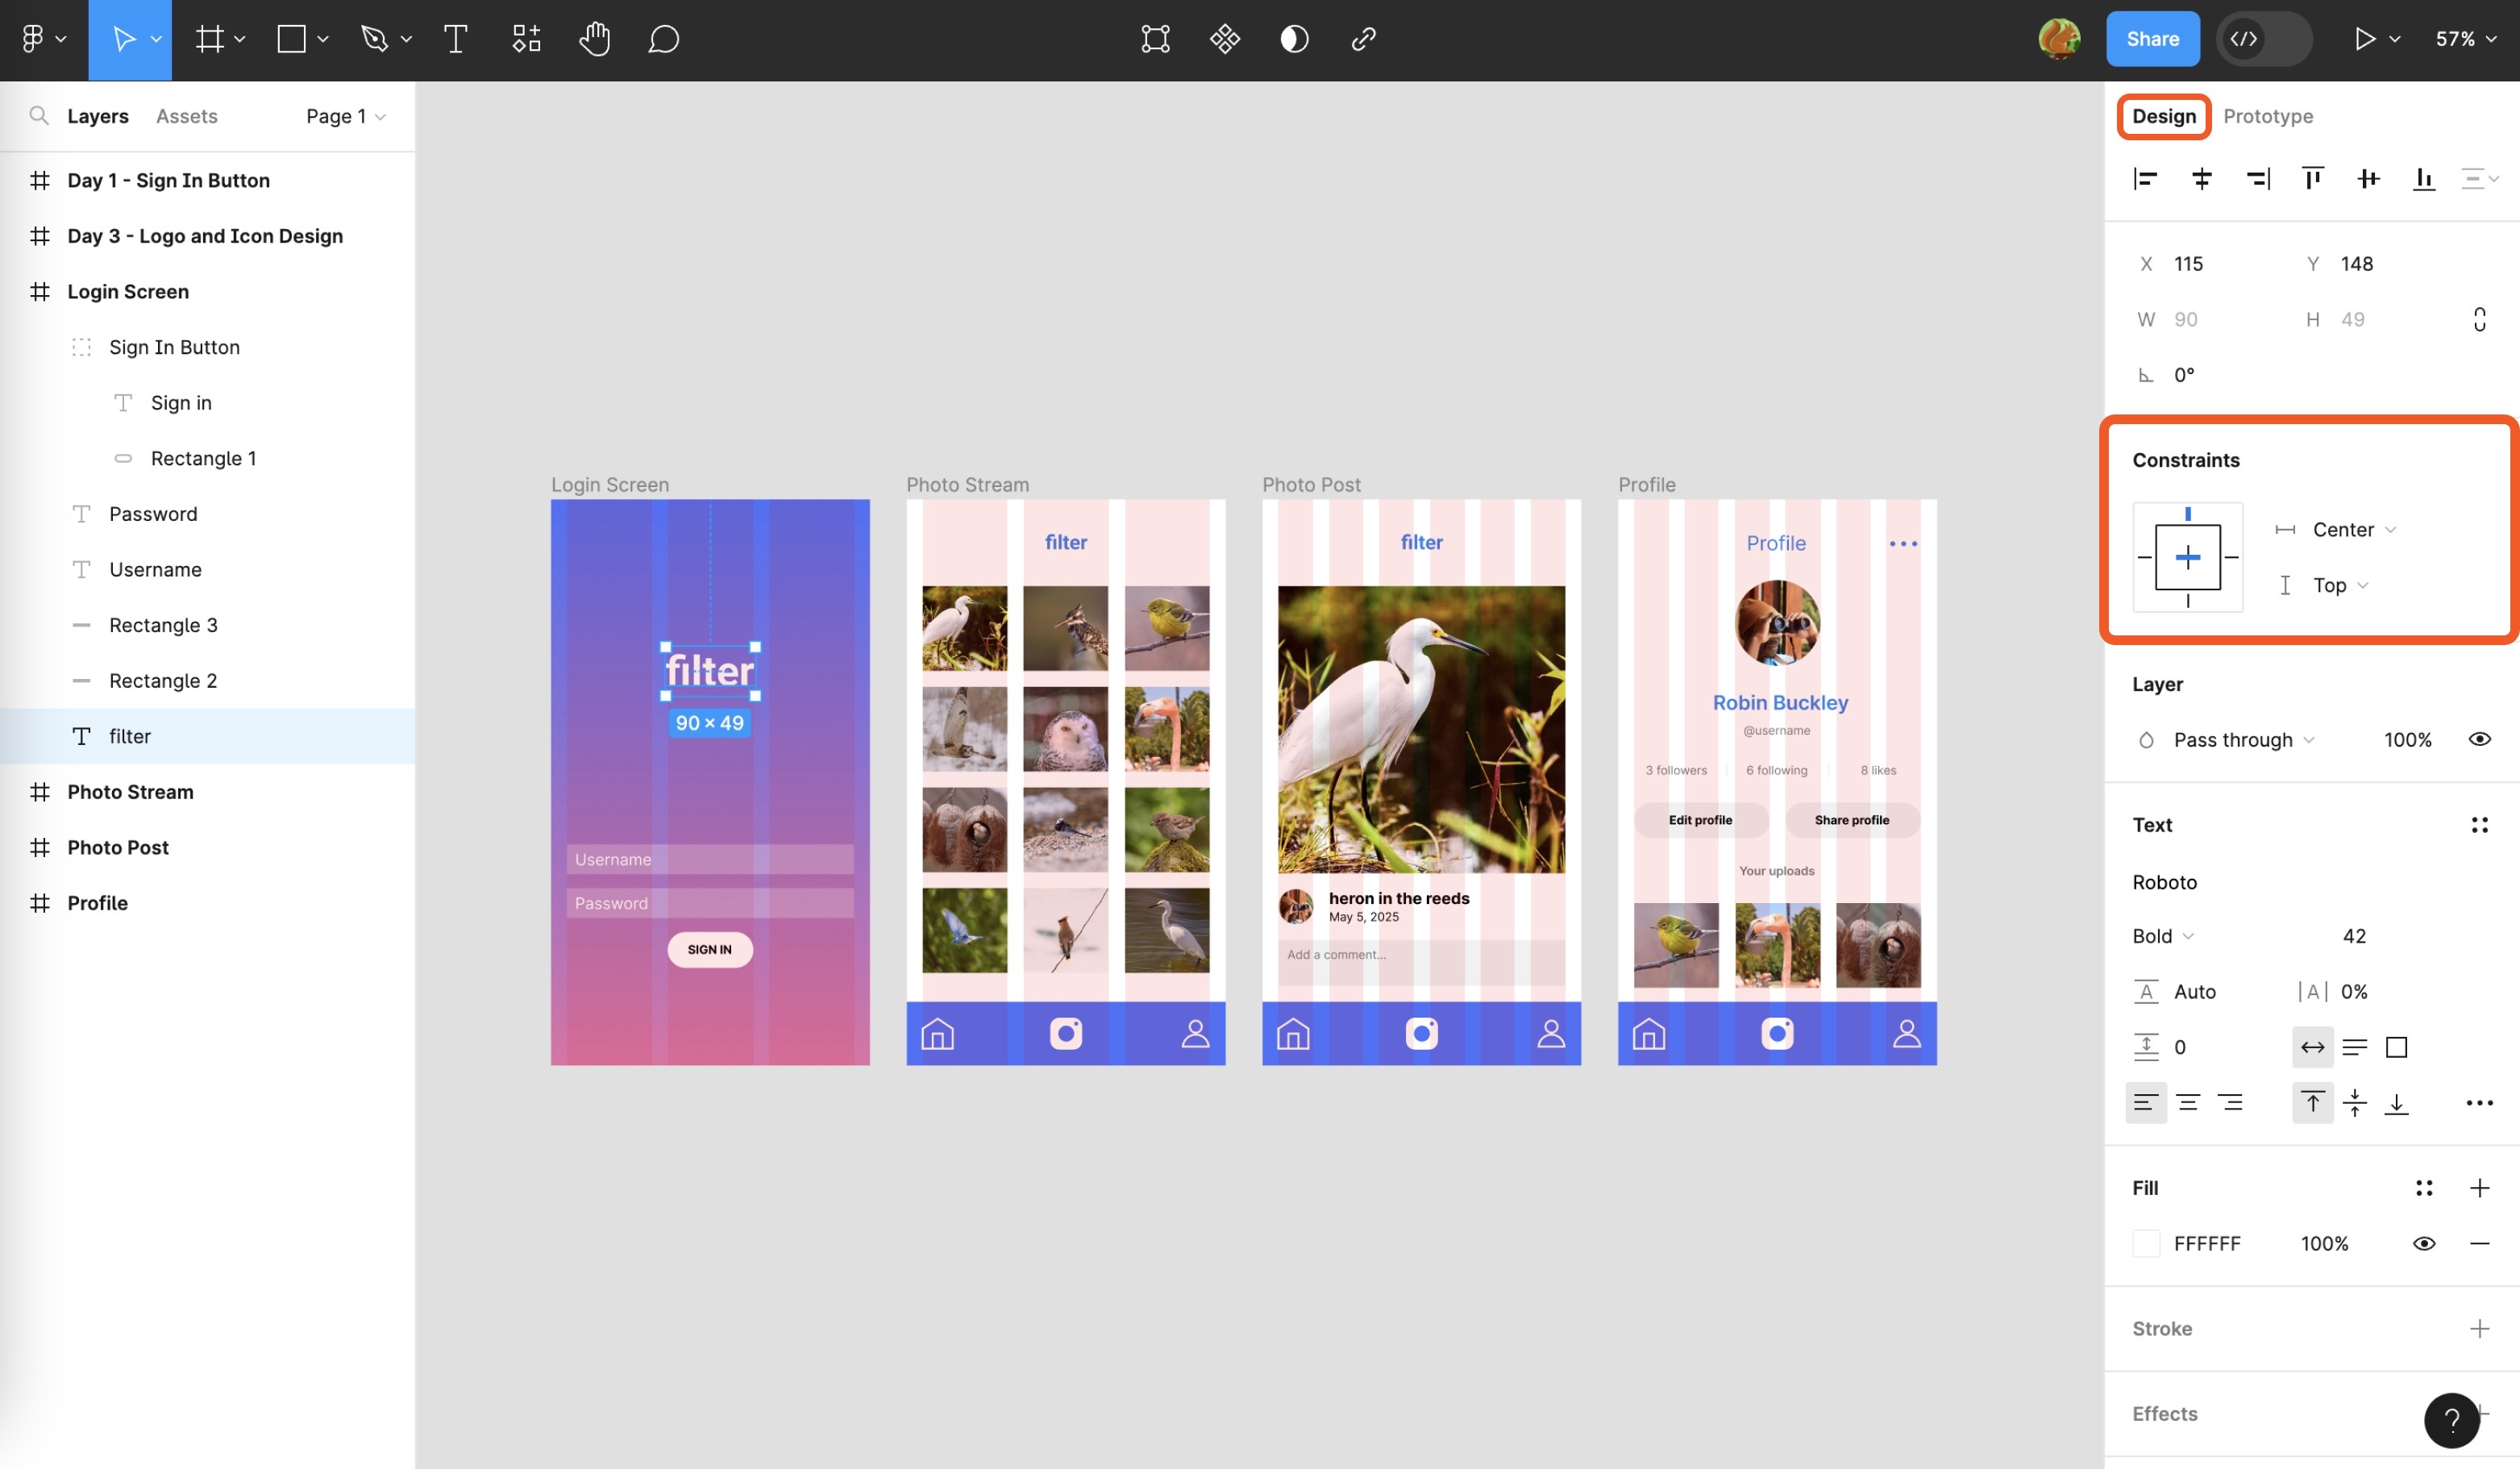 Share
57%
Layers Assets Page 1
Day 1 - Sign In Button
Day 3 - Logo and Icon Design
Login Screen
Sign In Button
Sign in
Rectangle 1
Password
Username
Rectangle 3
Rectangle 2
filter
Photo Stream
Photo Post
Profile
Login Screen
filter
90 × 49
Username
Password
SIGN IN
Photo Stream
filter
Photo Post
filter
heron in the reeds
May 5, 2025
Add a comment...
Profile
Profile
Robin Buckley
@username
3 followers 6 following 8 likes
Edit profile Share profile
Your uploads
Design Prototype
X 115 Y 148
W 90 H 49
0°
Constraints
Center
Top
Layer
Pass through 100%
Text
Roboto
Bold 42
A Auto |A| 0%
0
Fill
FFFFFF 100%
Stroke
Effects
?